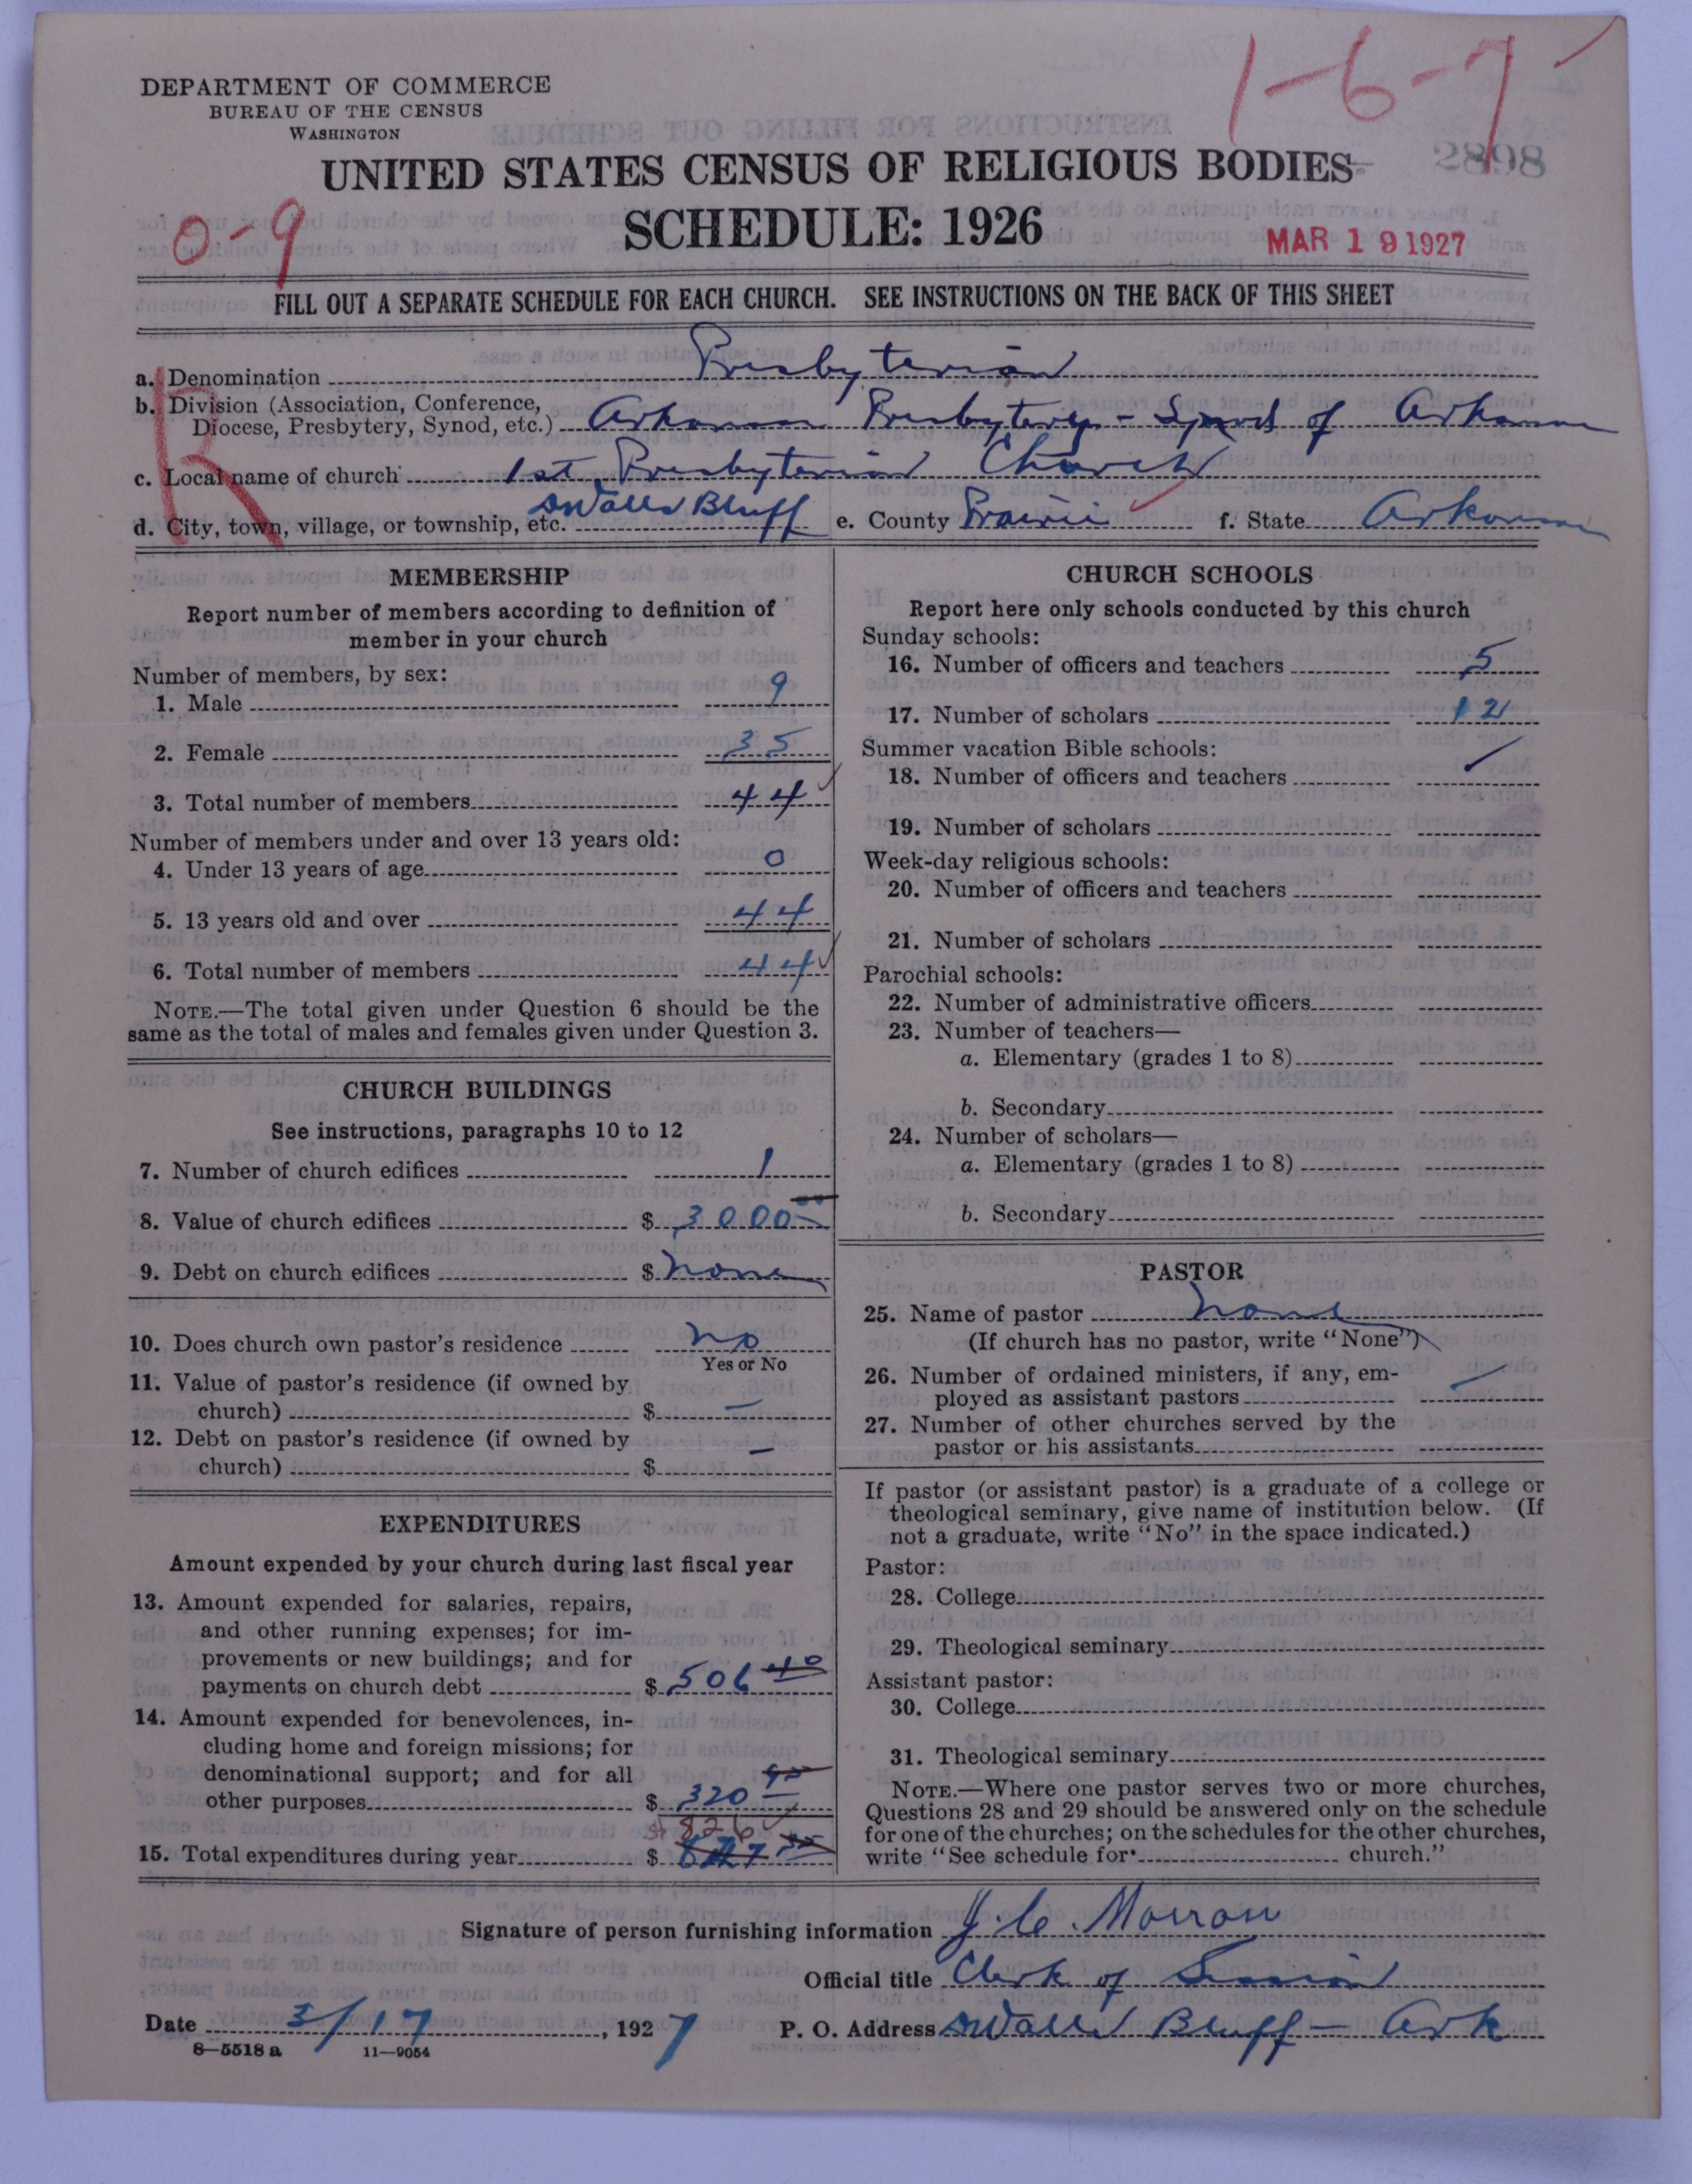 1-6-7
DEPARTMENT OF COMMERCE
BUREAU OF THE CENSUS
WASHINGTON
2898
UNITED STATES CENSUS OF RELIGIOUS BODIES
0-9
SCHEDULE: 1926
MAR 19 1927
FILL OUT A SEPARATE SCHEDULE FOR EACH CHURCH. SEE INSTRUCTIONS ON THE BACK OF THIS SHEET
R
a. Denomination Presbyterian
b. Division (Association, Conference, Diocese, Presbytery, Synod, etc.) Arkansas Presbytery - Synod of Arkansas
c. Local name of church 1st Presbyterian Church
d. City, town, village, or township, etc. DeValls Bluff e. County Prairie f. State Arkansas
MEMBERSHIP
Report number of members according to definition of
member in your church
Number of members, by sex:
1. Male 9
2. Female 35
3. Total number of members 44
Number of members under and over 13 years old:
4. Under 13 years of age 0
5. 13 years old and over 44
6. Total number of members 44
NOTE.—The total given under Question 6 should be the
same as the total of males and females given under Question 3.
CHURCH BUILDINGS
See instructions, paragraphs 10 to 12
7. Number of church edifices 1
8. Value of church edifices $ 3000 00
9. Debt on church edifices $ none
10. Does church own pastor's residence no
Yes or No
11. Value of pastor's residence (if owned by
church) $ —
12. Debt on pastor's residence (if owned by
church) $ —
EXPENDITURES
Amount expended by your church during last fiscal year
13. Amount expended for salaries, repairs,
and other running expenses; for im-
provements or new buildings; and for
payments on church debt $ 506 40
14. Amount expended for benevolences, in-
cluding home and foreign missions; for
denominational support; and for all
other purposes $ 320
$ 826
15. Total expenditures during year $ 827
CHURCH SCHOOLS
Report here only schools conducted by this church
Sunday schools:
16. Number of officers and teachers 5
17. Number of scholars 12
Summer vacation Bible schools:
18. Number of officers and teachers
19. Number of scholars
Week-day religious schools:
20. Number of officers and teachers
21. Number of scholars
Parochial schools:
22. Number of administrative officers
23. Number of teachers—
a. Elementary (grades 1 to 8)
b. Secondary
24. Number of scholars—
a. Elementary (grades 1 to 8)
b. Secondary
PASTOR
25. Name of pastor none
(If church has no pastor, write "None")
26. Number of ordained ministers, if any, em-
ployed as assistant pastors —
27. Number of other churches served by the
pastor or his assistants
If pastor (or assistant pastor) is a graduate of a college or
theological seminary, give name of institution below. (If
not a graduate, write "No" in the space indicated.)
Pastor:
28. College
29. Theological seminary
Assistant pastor:
30. College
31. Theological seminary
NOTE.—Where one pastor serves two or more churches,
Questions 28 and 29 should be answered only on the schedule
for one of the churches; on the schedules for the other churches,
write "See schedule for church."
Signature of person furnishing information J. C. Morrow
Official title Clerk of Session
Date 3/17, 1927 P. O. Address DeValls Bluff - Ark
8—5518 a 11—9054